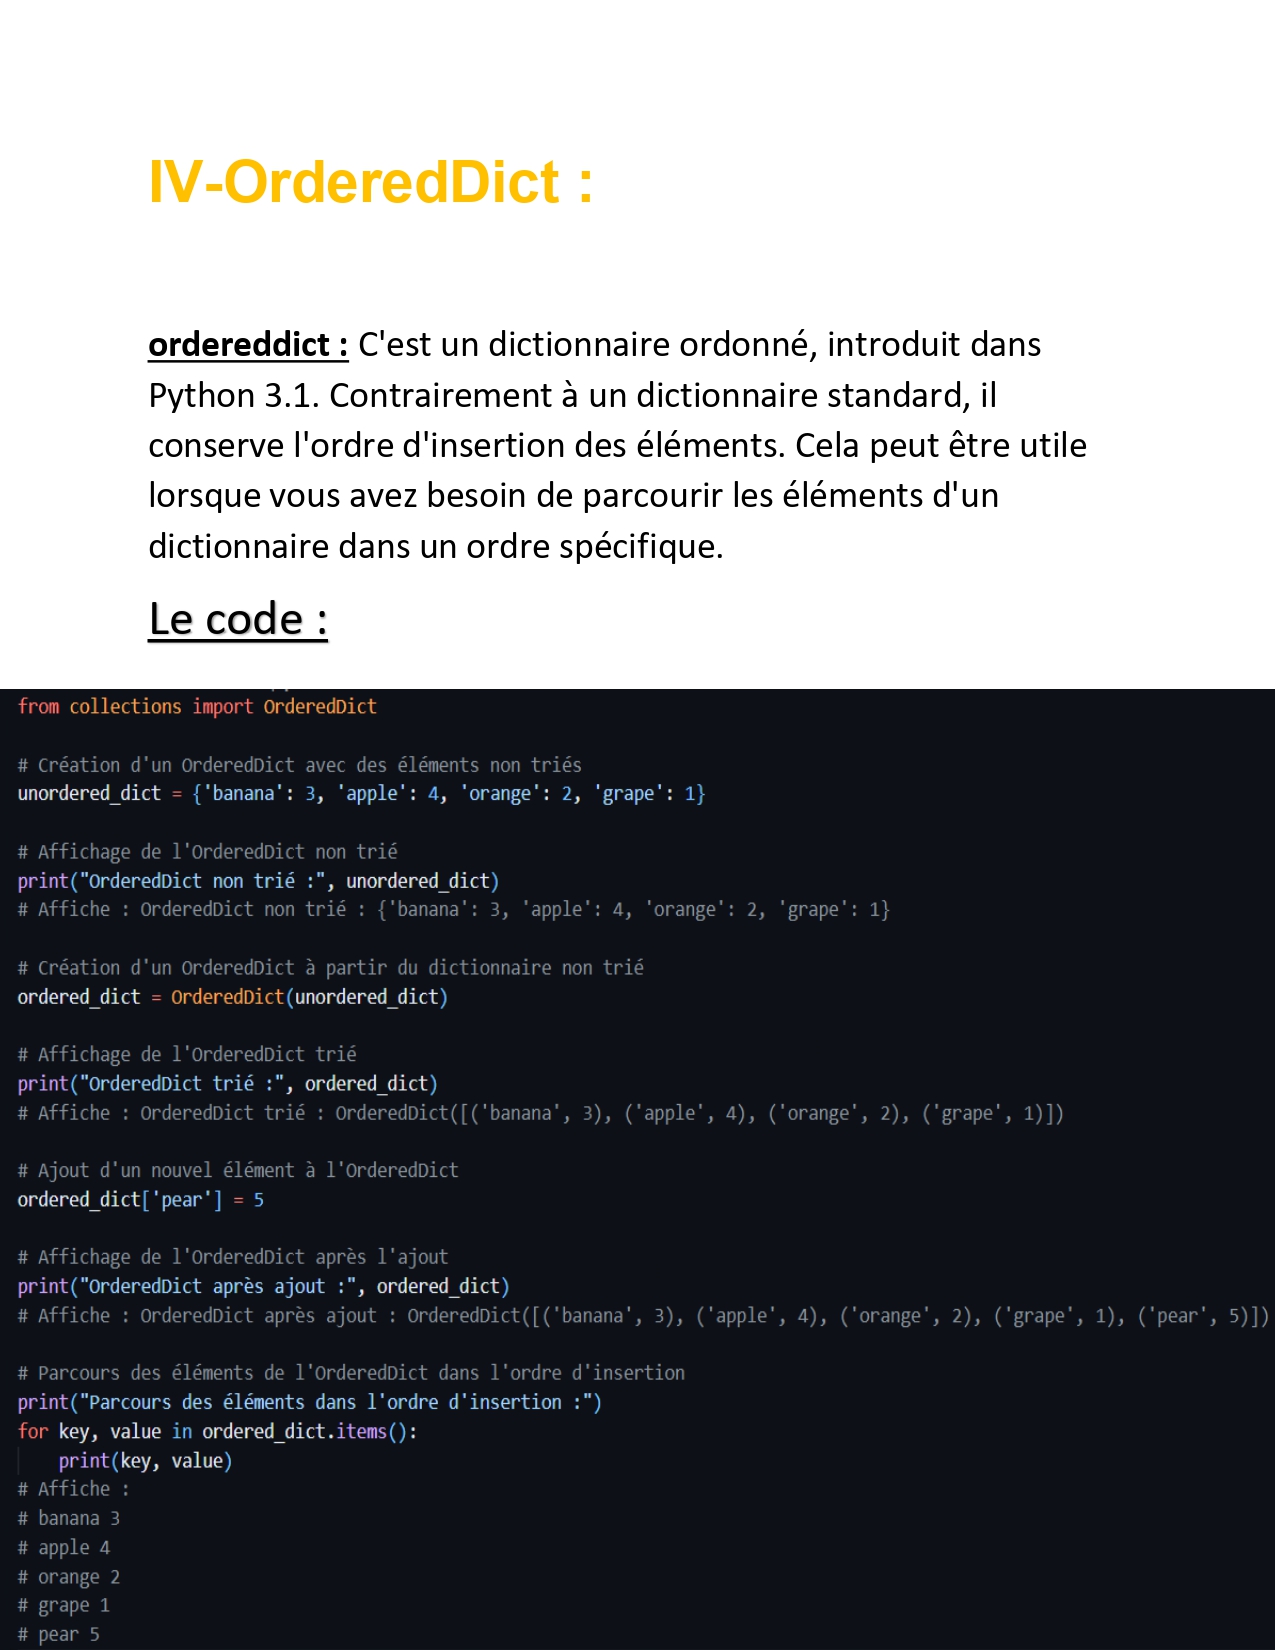 IV-OrderedDict :
ordereddict : C'est un dictionnaire ordonné, introduit dans
Python 3.1. Contrairement à un dictionnaire standard, il
conserve l'ordre d'insertion des éléments. Cela peut être utile
lorsque vous avez besoin de parcourir les éléments d'un
dictionnaire dans un ordre spécifique.
Le code :
from collections import OrderedDict
# Création d'un OrderedDict avec des éléments non triés
unordered_dict = {'banana': 3, 'apple': 4, 'orange': 2, 'grape': 1}
# Affichage de l'OrderedDict non trié
print("OrderedDict non trié :", unordered_dict)
# Affiche : OrderedDict non trié : {'banana': 3, 'apple': 4, 'orange': 2, 'grape': 1}
# Création d'un OrderedDict à partir du dictionnaire non trié
ordered_dict = OrderedDict(unordered_dict)
# Affichage de l'OrderedDict trié
print("OrderedDict trié :", ordered_dict)
# Affiche : OrderedDict trié : OrderedDict([('banana', 3), ('apple', 4), ('orange', 2), ('grape', 1)])
# Ajout d'un nouvel élément à l'OrderedDict
ordered_dict['pear'] = 5
# Affichage de l'OrderedDict après l'ajout
print("OrderedDict après ajout :", ordered_dict)
# Affiche : OrderedDict après ajout : OrderedDict([('banana', 3), ('apple', 4), ('orange', 2), ('grape', 1), ('pear', 5)])
# Parcours des éléments de l'OrderedDict dans l'ordre d'insertion
print("Parcours des éléments dans l'ordre d'insertion :")
for key, value in ordered_dict.items():
    print(key, value)
# Affiche :
# banana 3
# apple 4
# orange 2
# grape 1
# pear 5